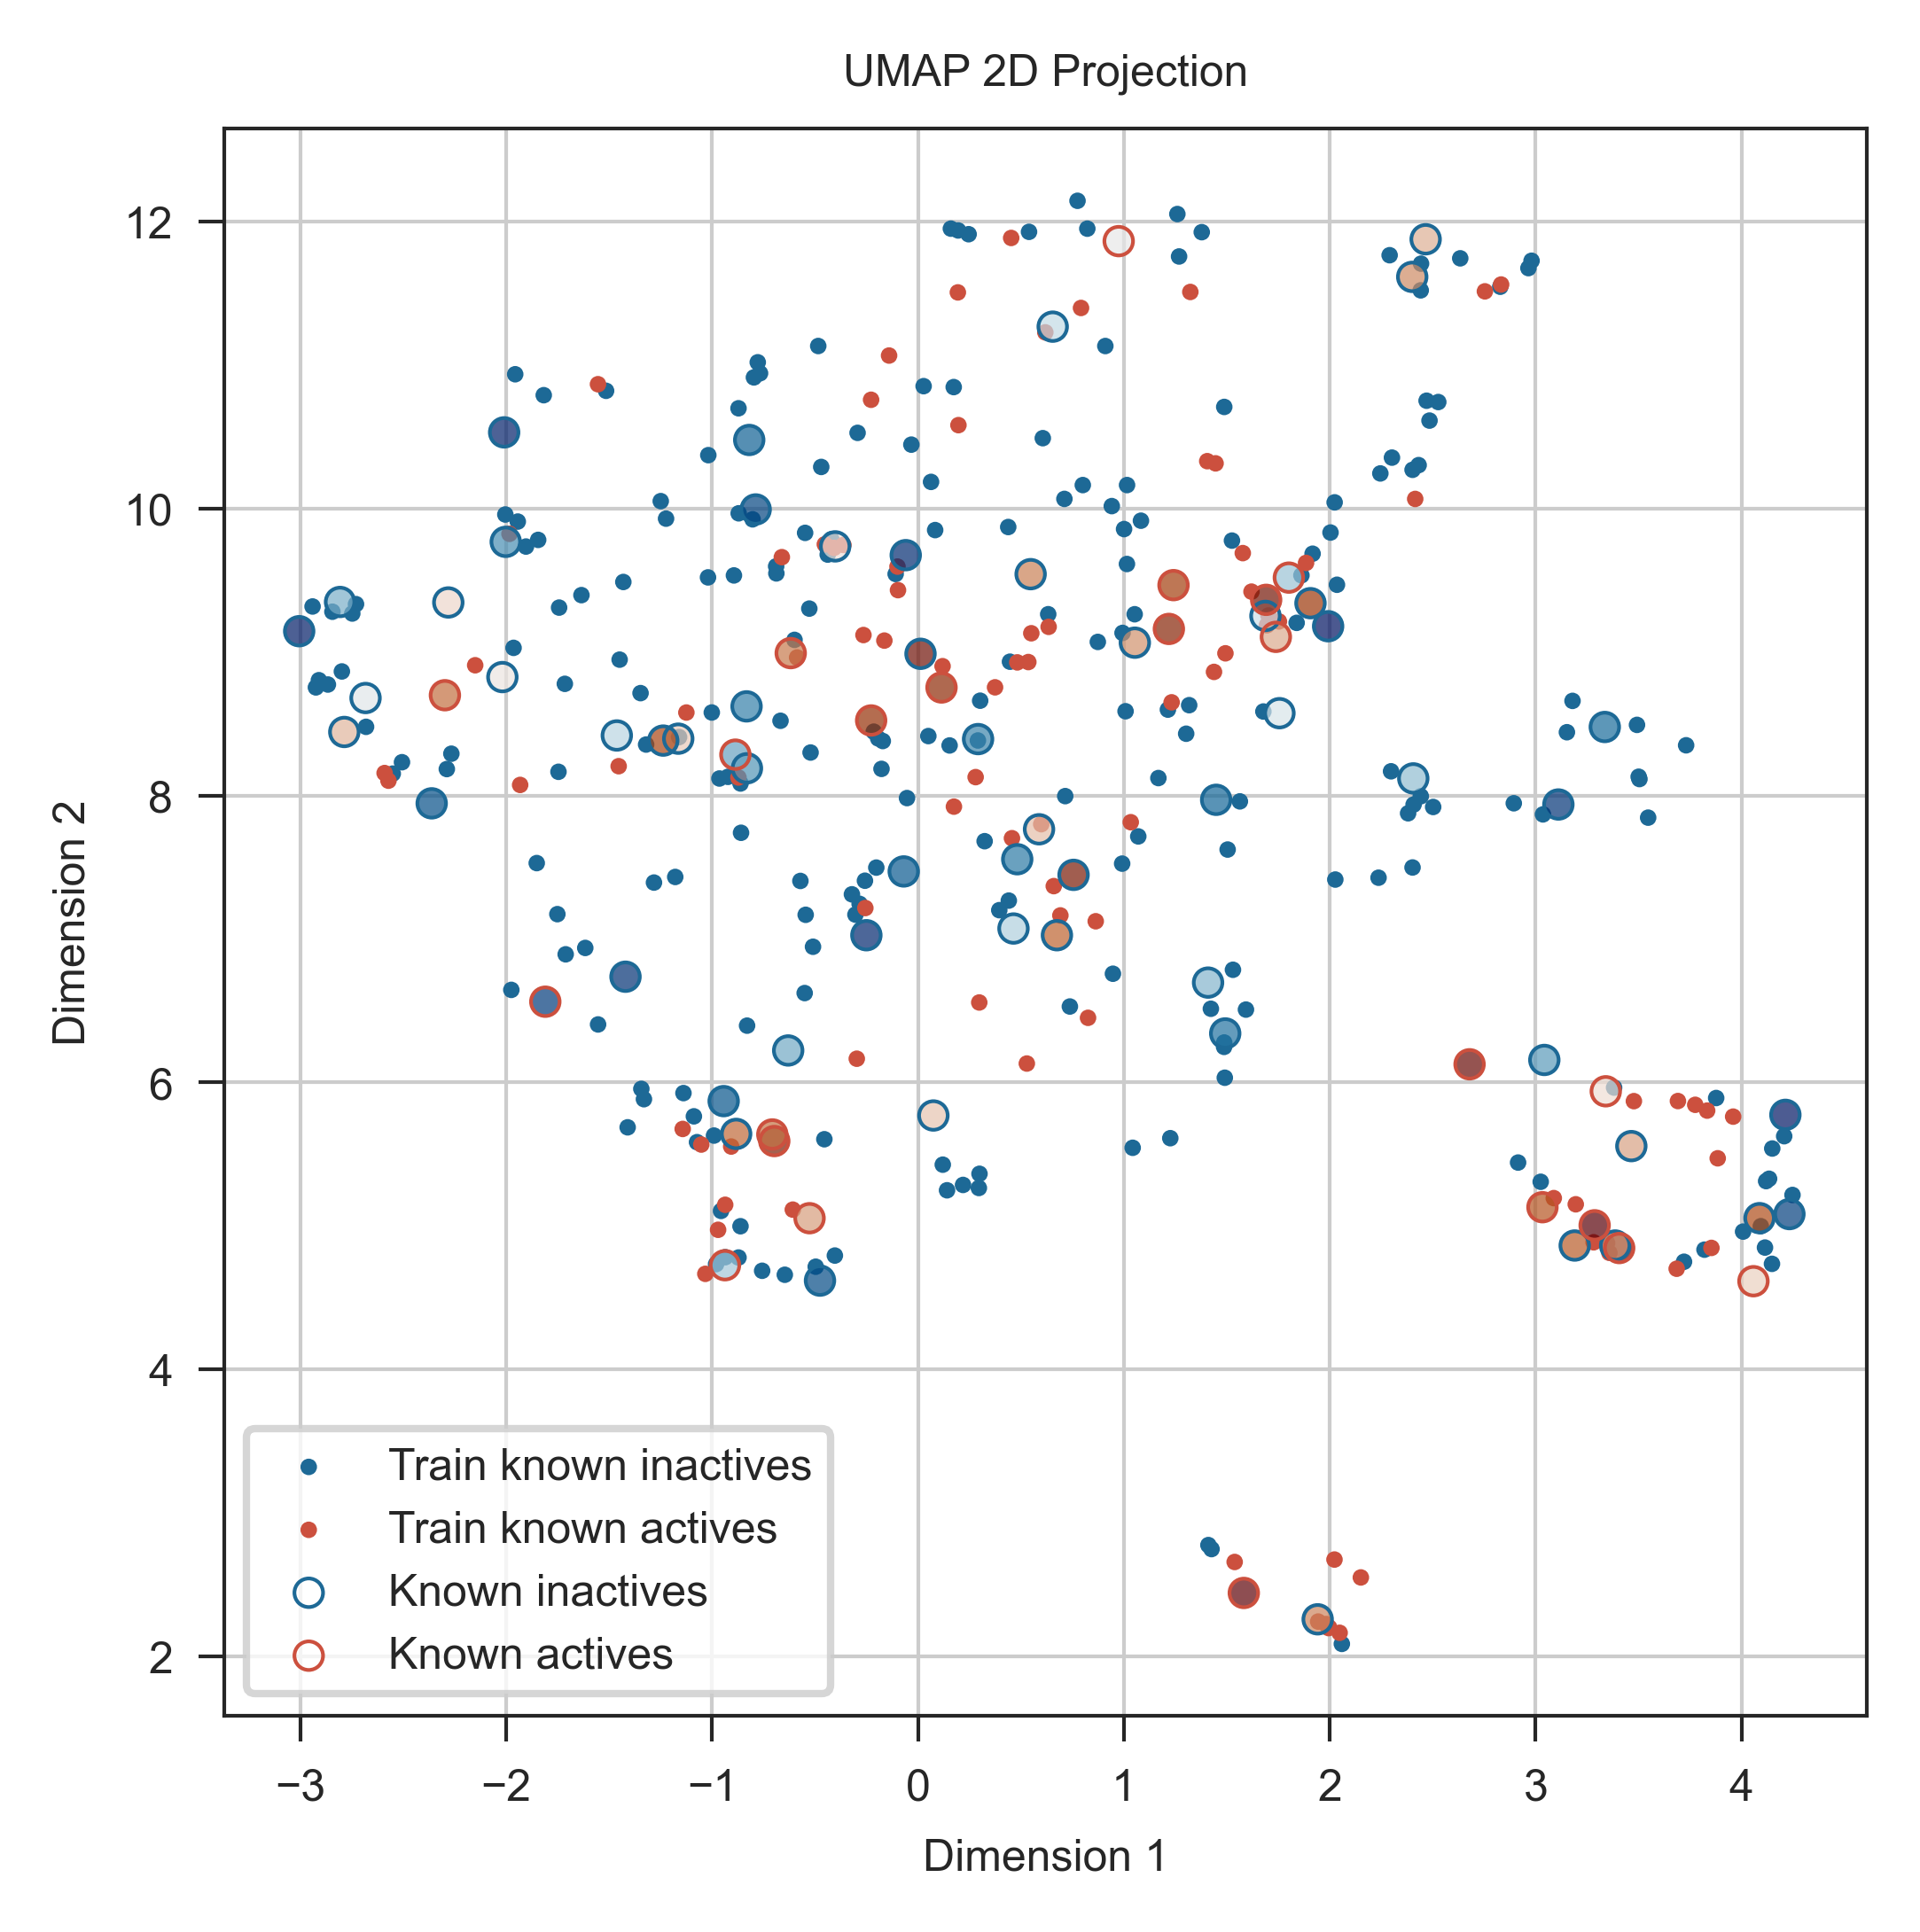 UMAP 2D Projection
Dimension 2
12
10
8
6
4
2
Train known inactives
Train known actives
Known inactives
Known actives
−3 −2 −1 0 1 2 3 4
Dimension 1